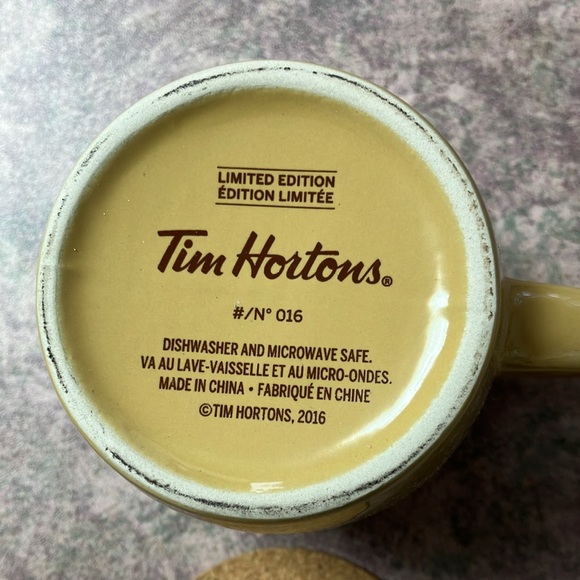 LIMITED EDITION
ÉDITION LIMITÉE
Tim Hortons®
#/N° 016
DISHWASHER AND MICROWAVE SAFE.
VA AU LAVE-VAISSELLE ET AU MICRO-ONDES.
MADE IN CHINA • FABRIQUÉ EN CHINE
©TIM HORTONS, 2016